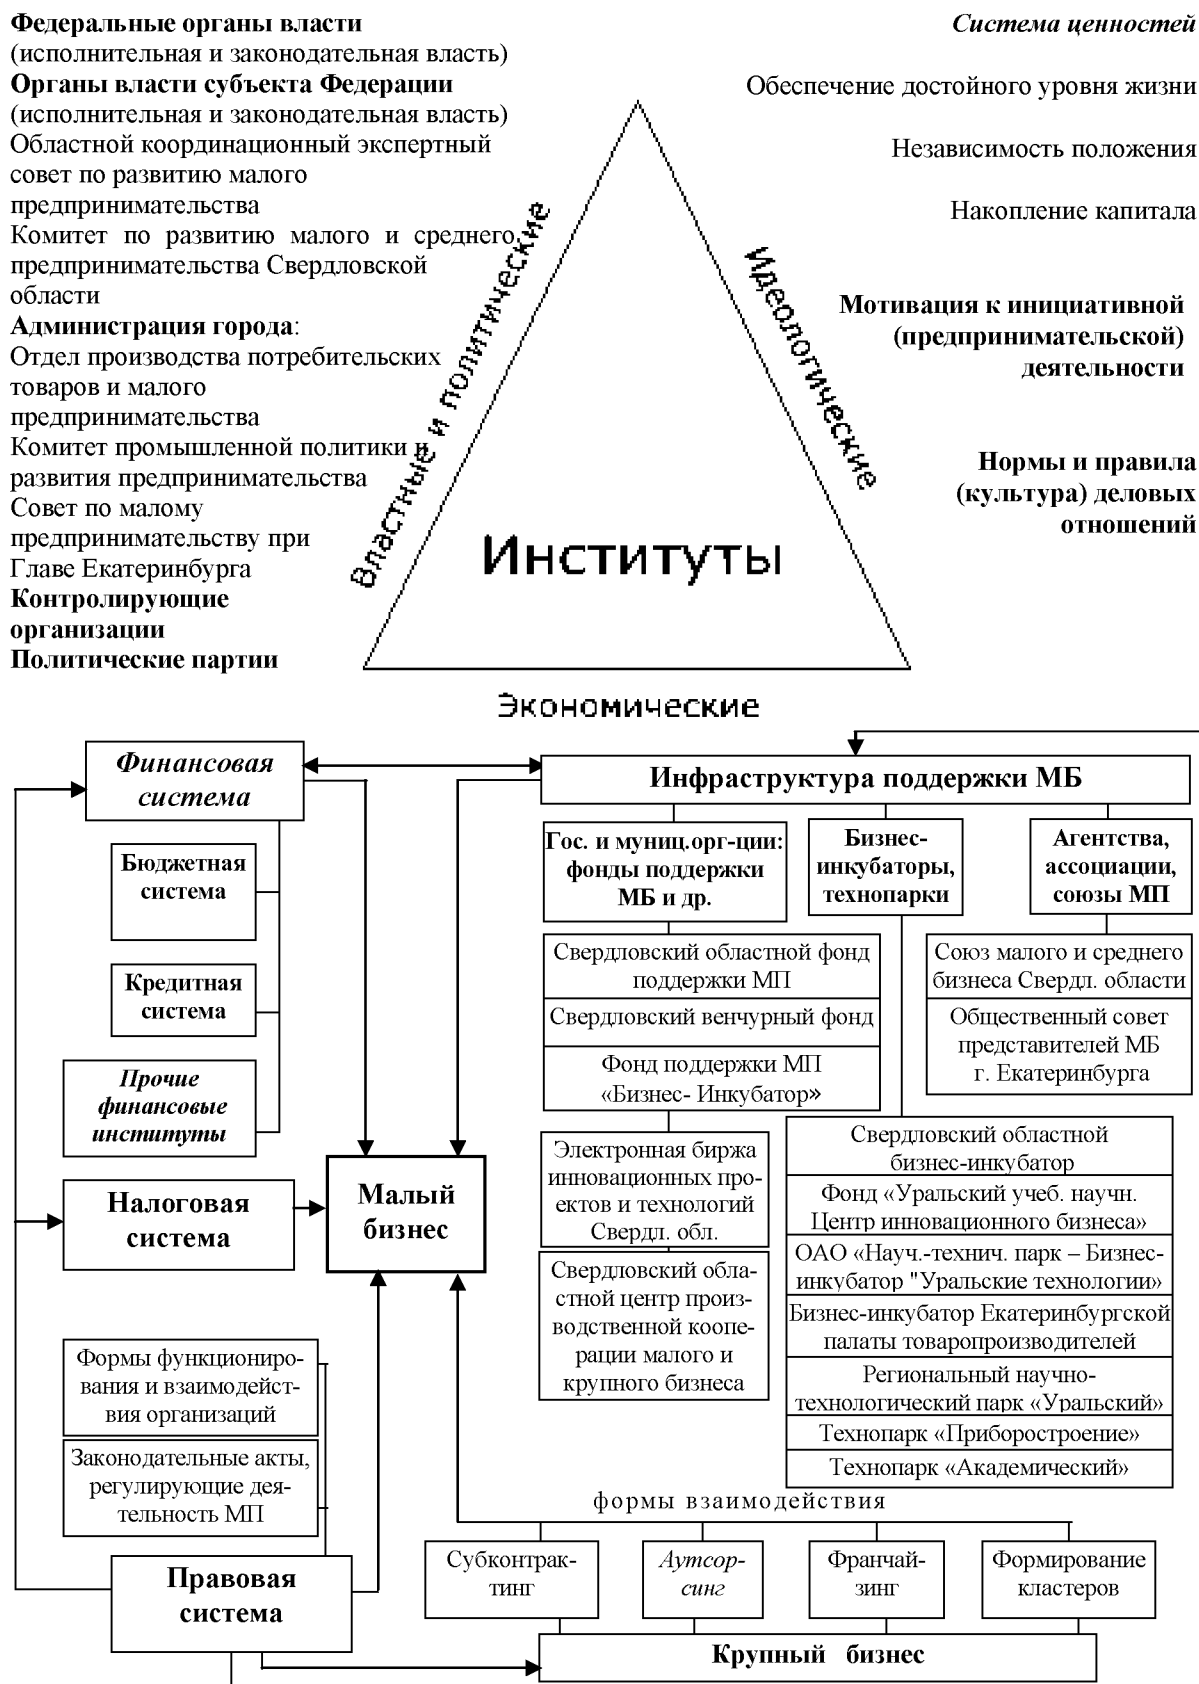 Федеральные органы власти
(исполнительная и законодательная власть)
Органы власти субъекта Федерации
(исполнительная и законодательная власть)
Областной координационный экспертный
совет по развитию малого
предпринимательства
Комитет по развитию малого и среднего
предпринимательства Свердловской
области
Администрация города:
Отдел производства потребительских
товаров и малого
предпринимательства
Комитет промышленной политики и
развития предпринимательства
Совет по малому
предпринимательству при
Главе Екатеринбурга
Контролирующие
организации
Политические партии
Система ценностей
Обеспечение достойного уровня жизни
Независимость положения
Накопление капитала
Мотивация к инициативной
(предпринимательской)
деятельности
Нормы и правила
(культура) деловых
отношений
Властные и политические
Идеологические
Институты
Экономические
Финансовая
система
Бюджетная
система
Кредитная
система
Прочие
финансовые
институты
Налоговая
система
Малый
бизнес
Инфраструктура поддержки МБ
Гос. и муниц.орг-ции:
фонды поддержки
МБ и др.
Бизнес-
инкубаторы,
технопарки
Агентства,
ассоциации,
союзы МП
Свердловский областной фонд
поддержки МП
Свердловский венчурный фонд
Фонд поддержки МП
«Бизнес- Инкубатор»
Союз малого и среднего
бизнеса Свердл. области
Общественный совет
представителей МБ
г. Екатеринбурга
Электронная биржа
инновационных про-
ектов и технологий
Свердл. обл.
Свердловский обла-
стной центр произ-
водственной коопе-
рации малого и
крупного бизнеса
Свердловский областной
бизнес-инкубатор
Фонд «Уральский учеб. научн.
Центр инновационного бизнеса»
ОАО «Науч.-технич. парк – Бизнес-
инкубатор "Уральские технологии»
Бизнес-инкубатор Екатеринбургской
палаты товаропроизводителей
Региональный научно-
технологический парк «Уральский»
Технопарк «Приборостроение»
Технопарк «Академический»
Формы функциониро-
вания и взаимодейст-
вия организаций
Законодательные акты,
регулирующие дея-
тельность МП
Правовая
система
формы взаимодействия
Субконтрак-
тинг
Аутсор-
синг
Франчай-
зинг
Формирование
кластеров
Крупный бизнес